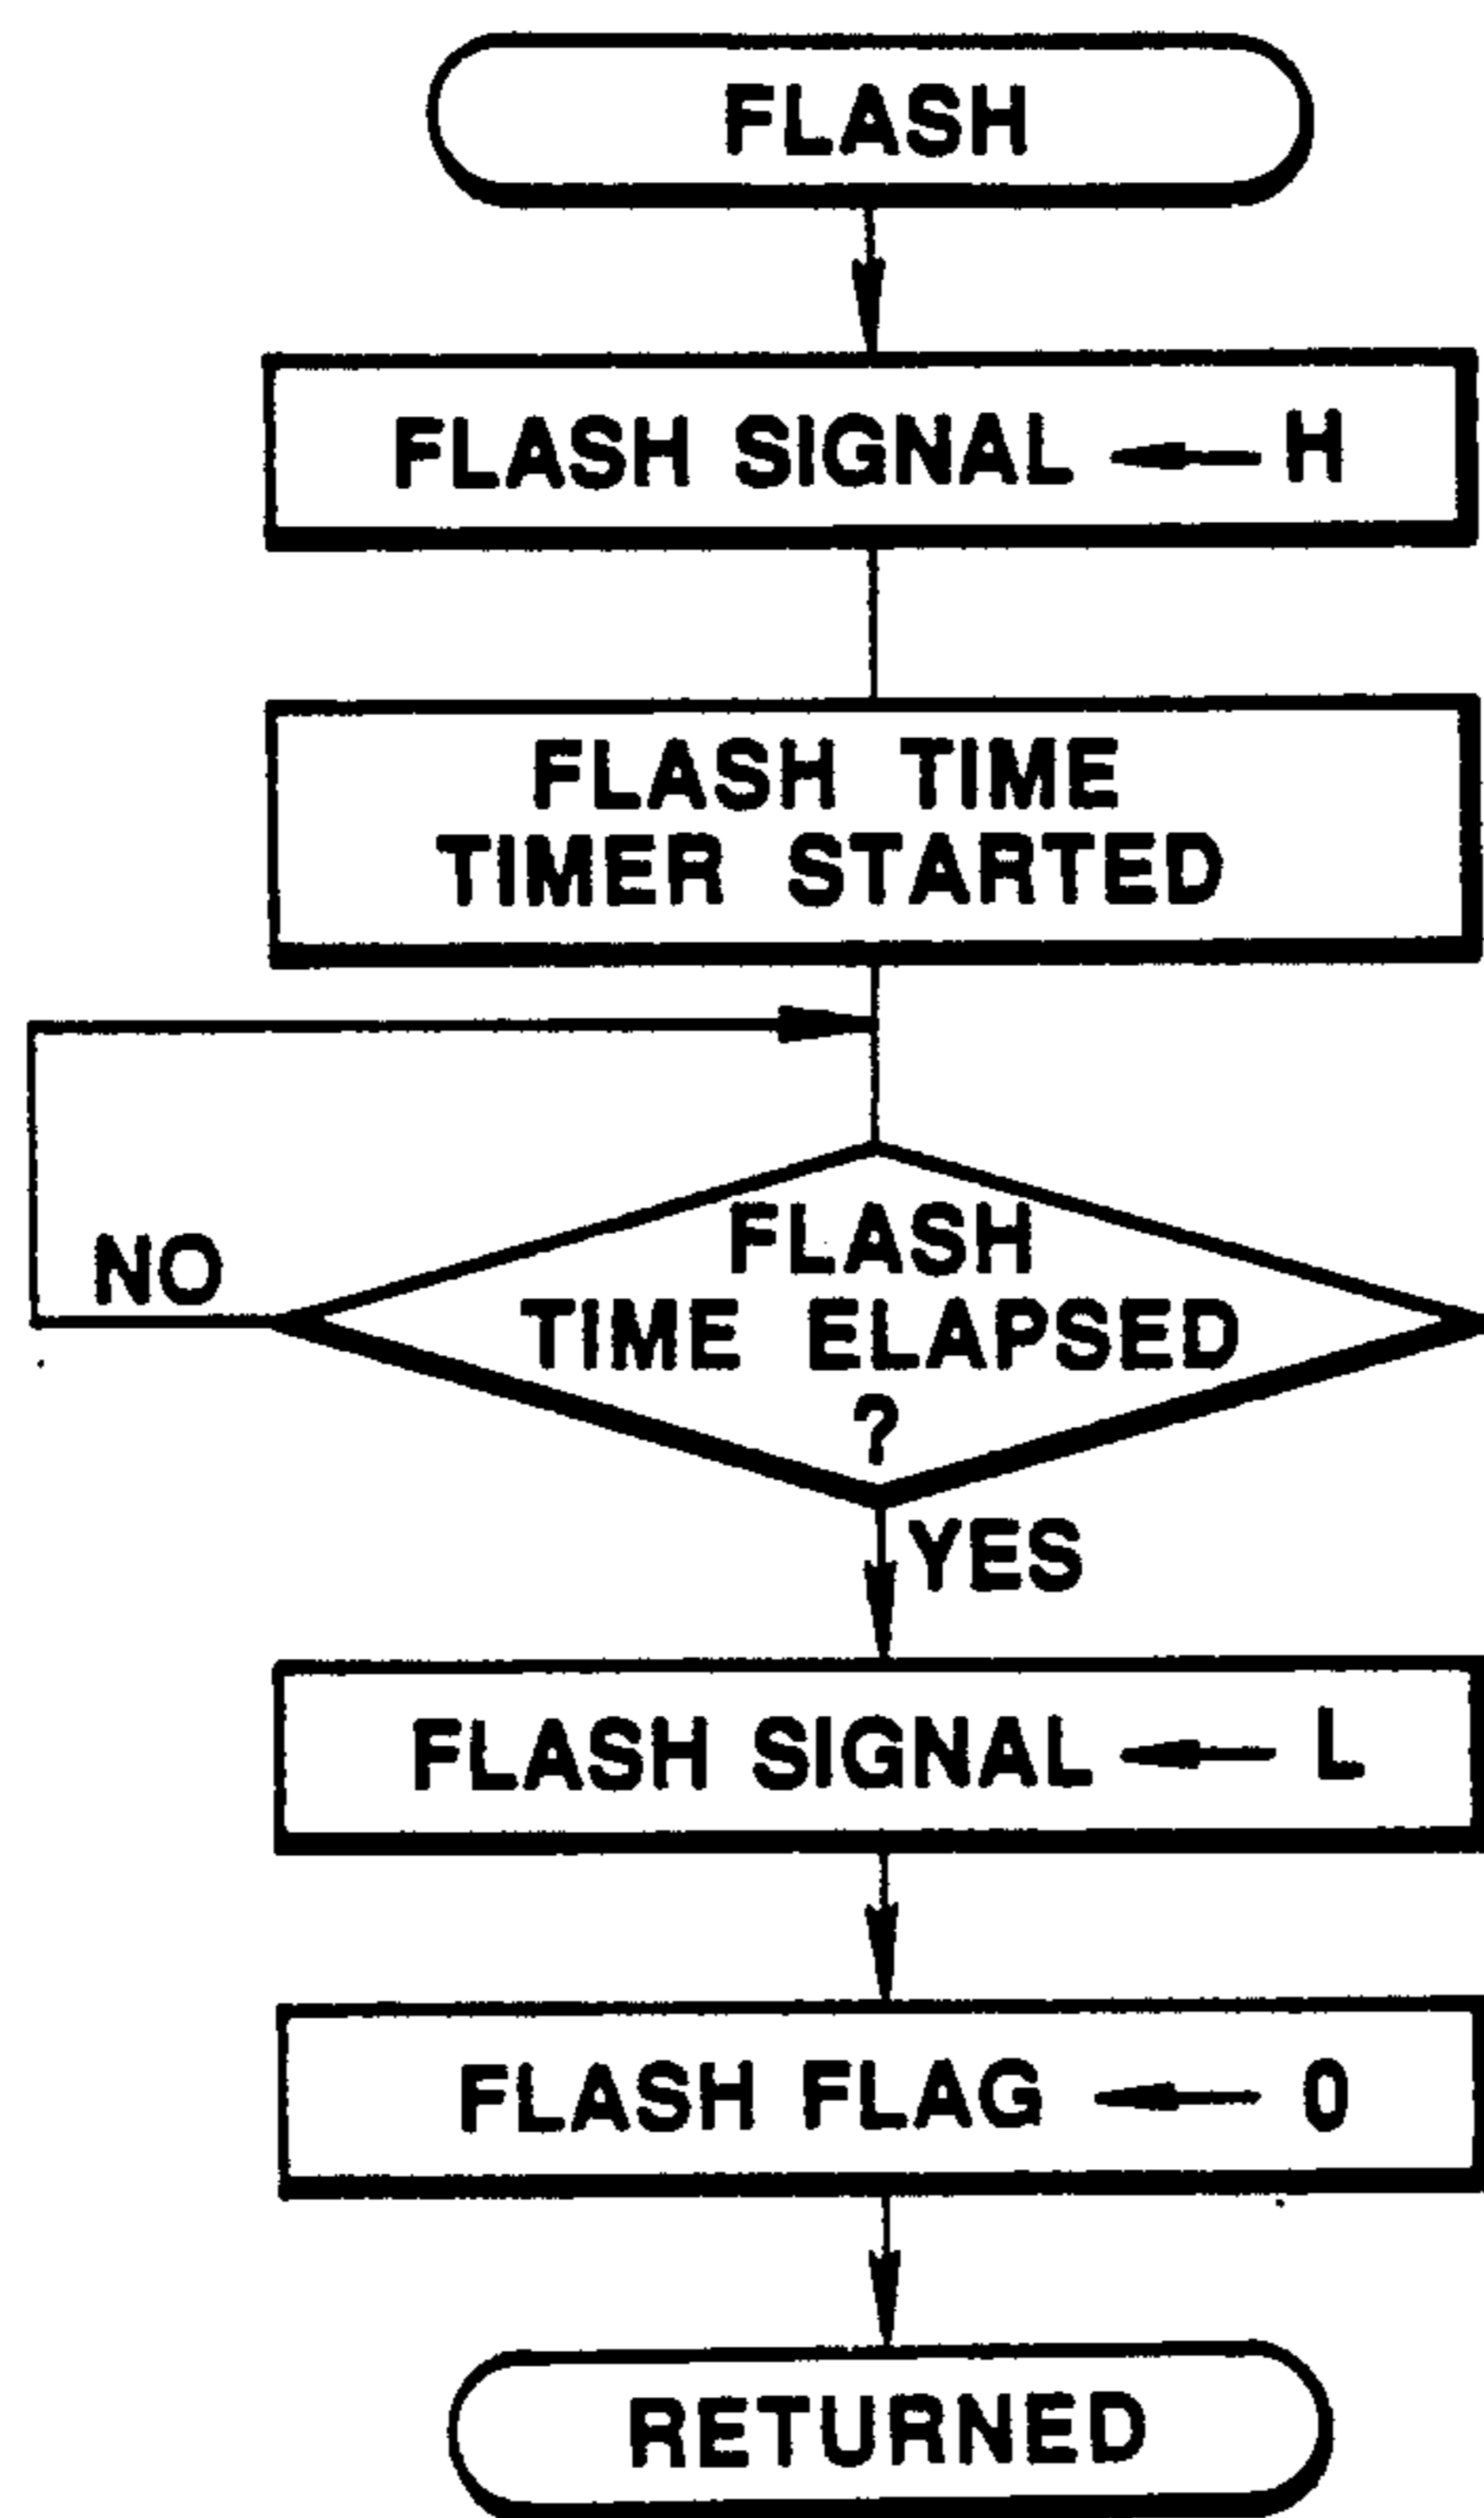 FLASH
FLASH SIGNAL ← H
FLASH TIME
TIMER STARTED
FLASH
TIME ELAPSED
?
NO
YES
FLASH SIGNAL ← L
FLASH FLAG ← 0
RETURNED